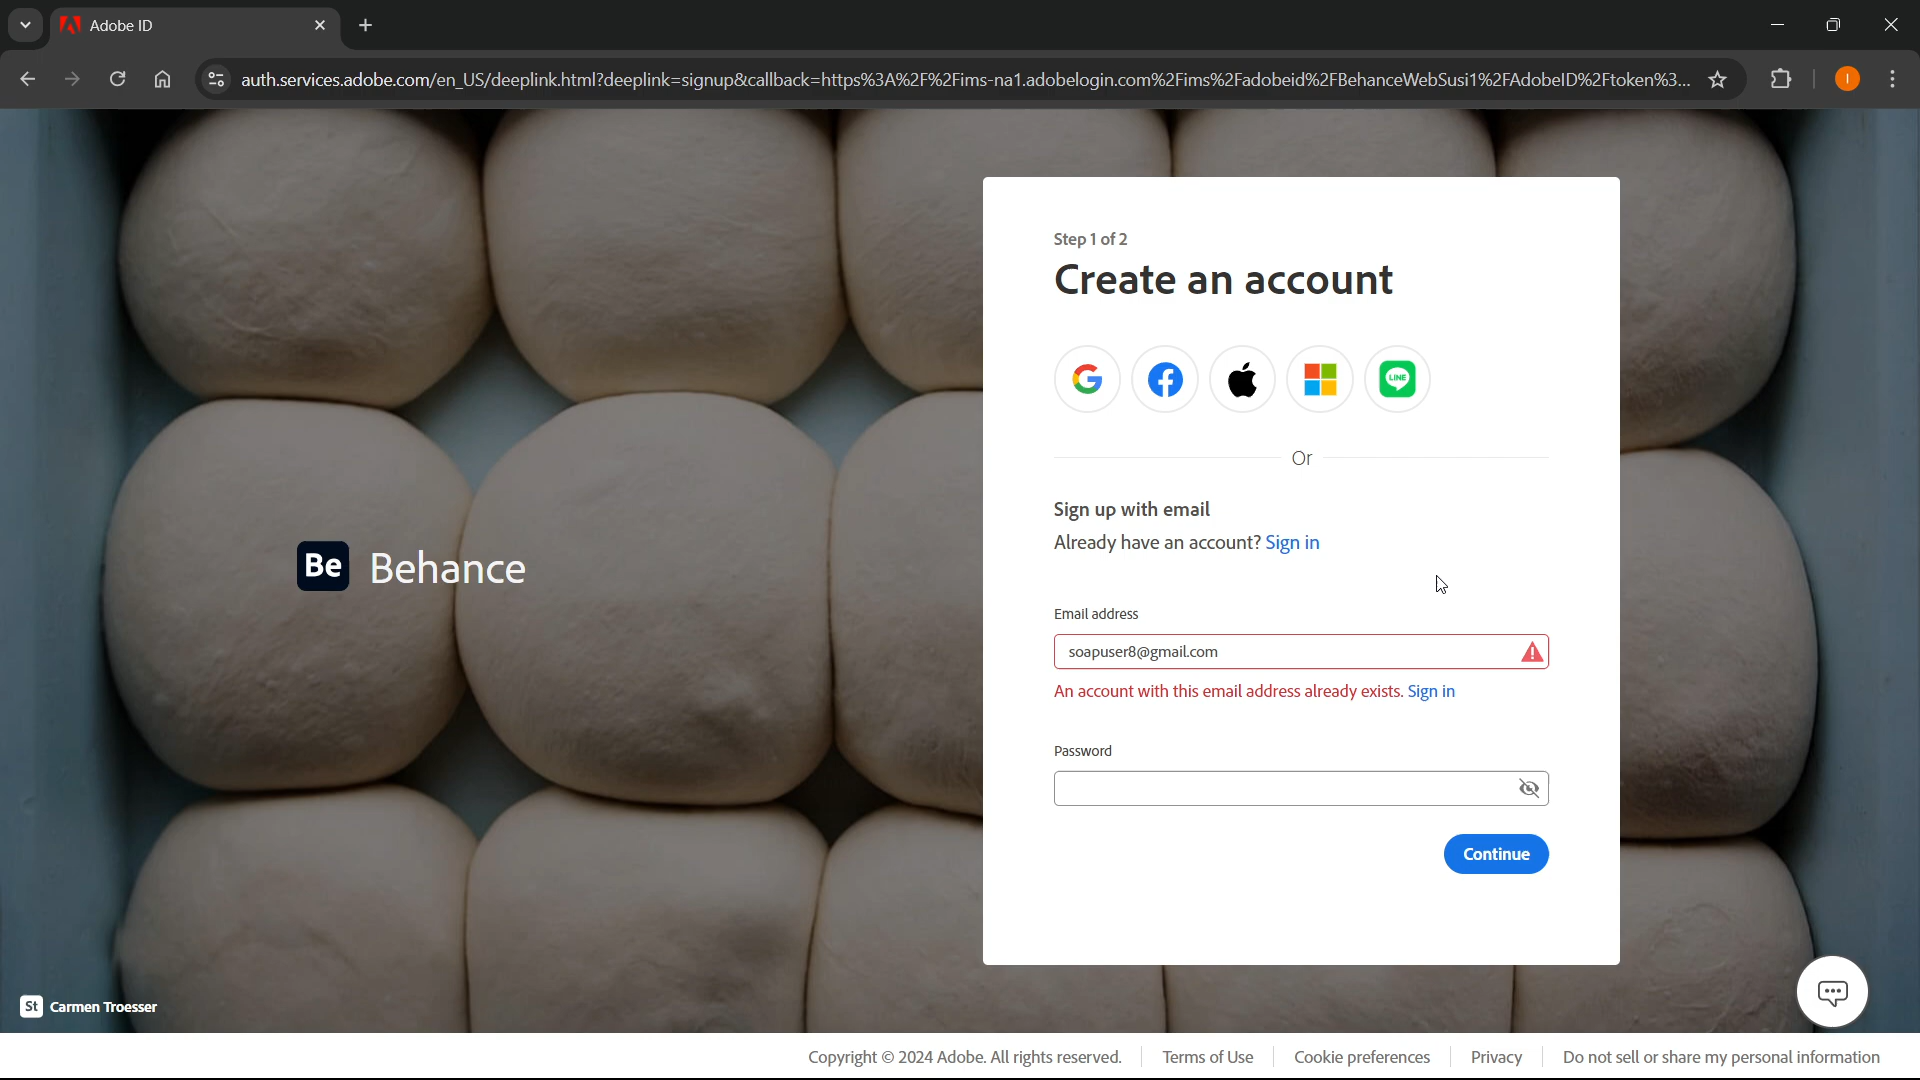 Adobe ID
auth.services.adobe.com/en_US/deeplink.html?deeplink=signup&callback=https%3A%2F%2Fims-na1.adobelogin.com%2Fims%2Fadobeid%2FBehanceWebSusi1%2FAdobeID%2Ftoken%3...
I
Step 1 of 2
Create an account
LINE
Or
Sign up with email
Already have an account? Sign in
Be Behance
Email address
soapuser8@gmail.com
An account with this email address already exists. Sign in
Password
Continue
St Carmen Troesser
Copyright © 2024 Adobe. All rights reserved. Terms of Use Cookie preferences Privacy Do not sell or share my personal information